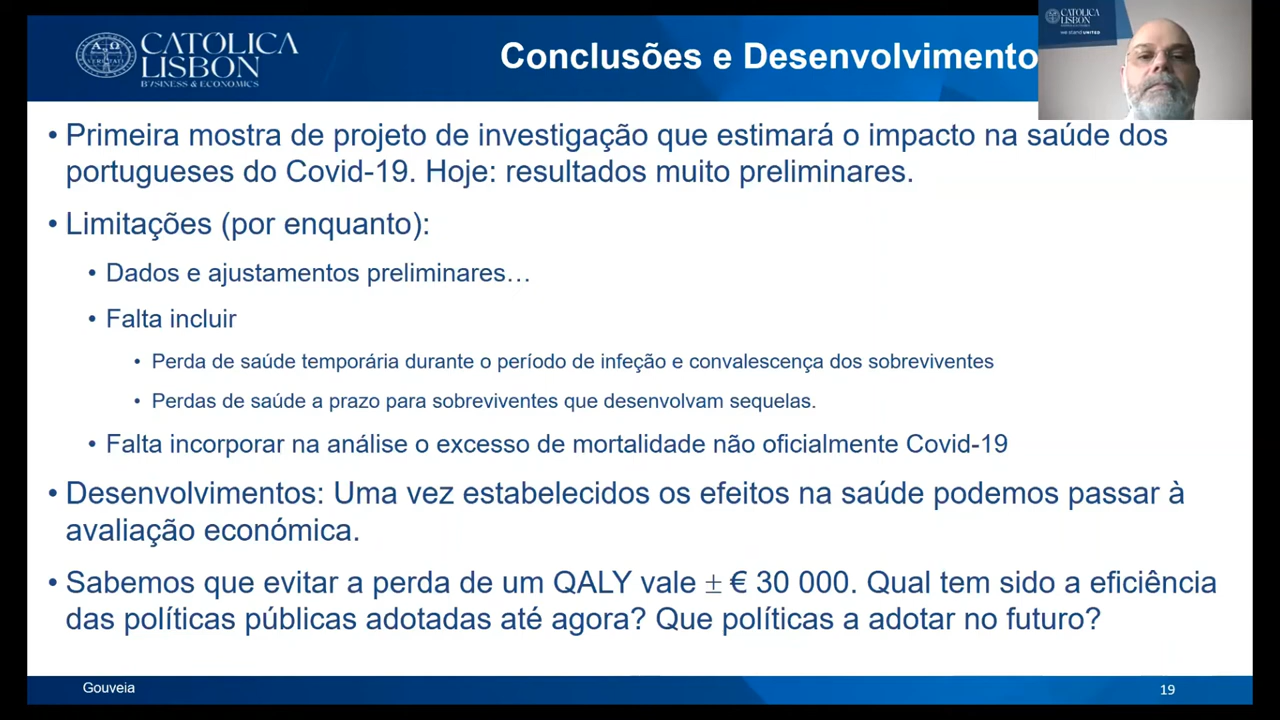 CATÓLICA
LISBON
BUSINESS & ECONOMICS
Conclusões e Desenvolvimento
CATÓLICA
LISBON
we stand UNITED
• Primeira mostra de projeto de investigação que estimará o impacto na saúde dos
portugueses do Covid-19. Hoje: resultados muito preliminares.
• Limitações (por enquanto):
• Dados e ajustamentos preliminares…
• Falta incluir
• Perda de saúde temporária durante o período de infeção e convalescença dos sobreviventes
• Perdas de saúde a prazo para sobreviventes que desenvolvam sequelas.
• Falta incorporar na análise o excesso de mortalidade não oficialmente Covid-19
• Desenvolvimentos: Uma vez estabelecidos os efeitos na saúde podemos passar à
avaliação económica.
• Sabemos que evitar a perda de um QALY vale ± € 30 000. Qual tem sido a eficiência
das políticas públicas adotadas até agora? Que políticas a adotar no futuro?
Gouveia
19